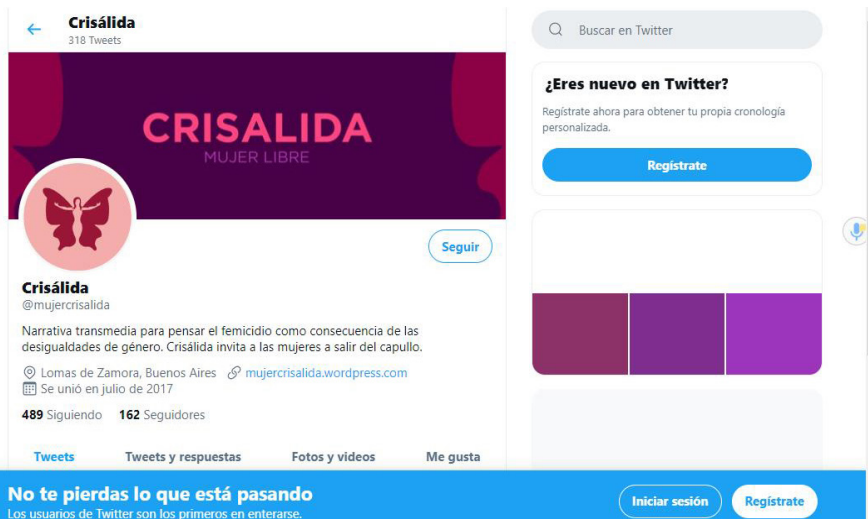 Crisálida
318 Tweets
CRISALIDA
MUJER LIBRE
Seguir
Crisálida
@mujercrisalida
Narrativa transmedia para pensar el femicidio como consecuencia de las
desigualdades de género. Crisálida invita a las mujeres a salir del capullo.
Lomas de Zamora, Buenos Aires mujercrisalida.wordpress.com
Se unió en julio de 2017
489 Siguiendo 162 Seguidores
Tweets Tweets y respuestas Fotos y videos Me gusta
Buscar en Twitter
¿Eres nuevo en Twitter?
Regístrate ahora para obtener tu propia cronología
personalizada.
Regístrate
No te pierdas lo que está pasando
Los usuarios de Twitter son los primeros en enterarse.
Iniciar sesión
Regístrate